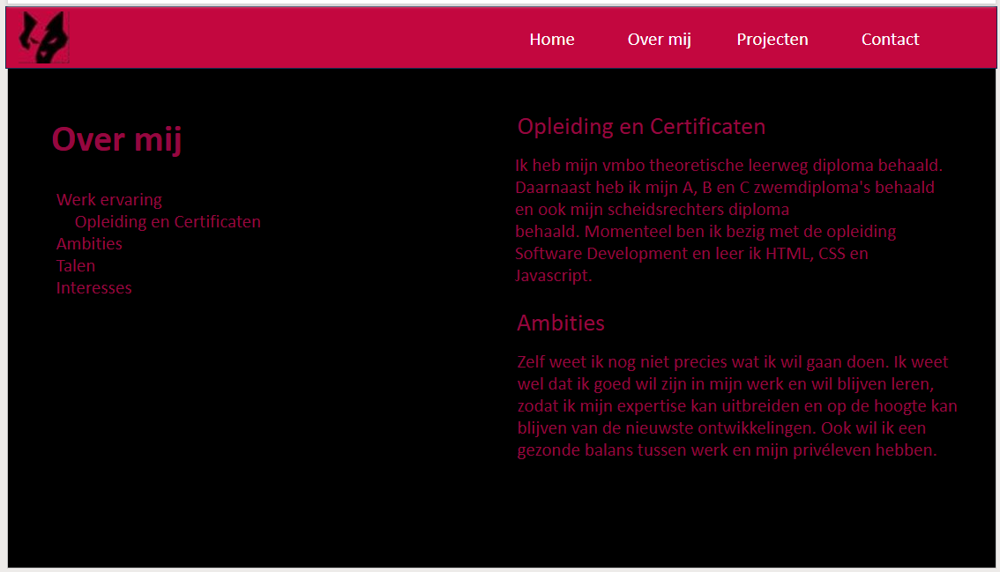 Home Over mij Projecten Contact
Over mij
Werk ervaring
Opleiding en Certificaten
Ambities
Talen
Interesses
Opleiding en Certificaten
Ik heb mijn vmbo theoretische leerweg diploma behaald.
Daarnaast heb ik mijn A, B en C zwemdiploma's behaald
en ook mijn scheidsrechters diploma
behaald. Momenteel ben ik bezig met de opleiding
Software Development en leer ik HTML, CSS en
Javascript.
Ambities
Zelf weet ik nog niet precies wat ik wil gaan doen. Ik weet
wel dat ik goed wil zijn in mijn werk en wil blijven leren,
zodat ik mijn expertise kan uitbreiden en op de hoogte kan
blijven van de nieuwste ontwikkelingen. Ook wil ik een
gezonde balans tussen werk en mijn privéleven hebben.